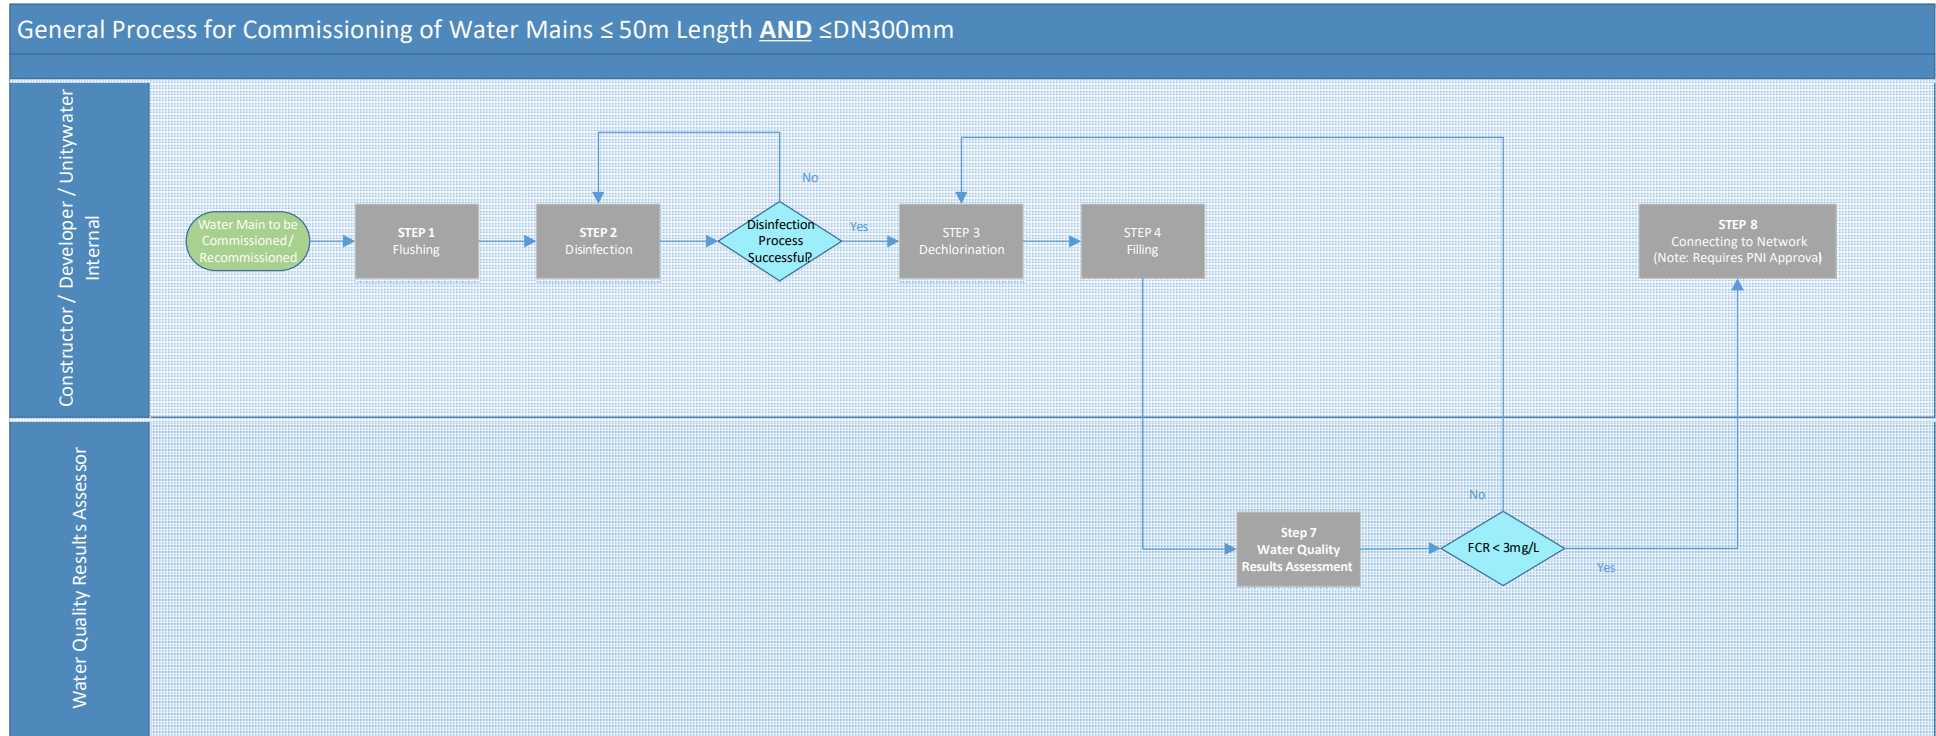 General Process for Commissioning of Water Mains ≤ 50m Length AND ≤DN300mm
Constructor / Developer / Unitywater
Internal
Water Main to be
Commissioned/
Recommissioned
STEP 1
Flushing
STEP 2
Disinfection
No
Disinfection
Process
Successful?
Yes
STEP 3
Dechlorination
STEP 4
Filling
STEP 8
Connecting to Network
(Note: Requires PNI Approval)
Water Quality Results Assessor
Step 7
Water Quality
Results Assessment
No
FCR < 3mg/L
Yes